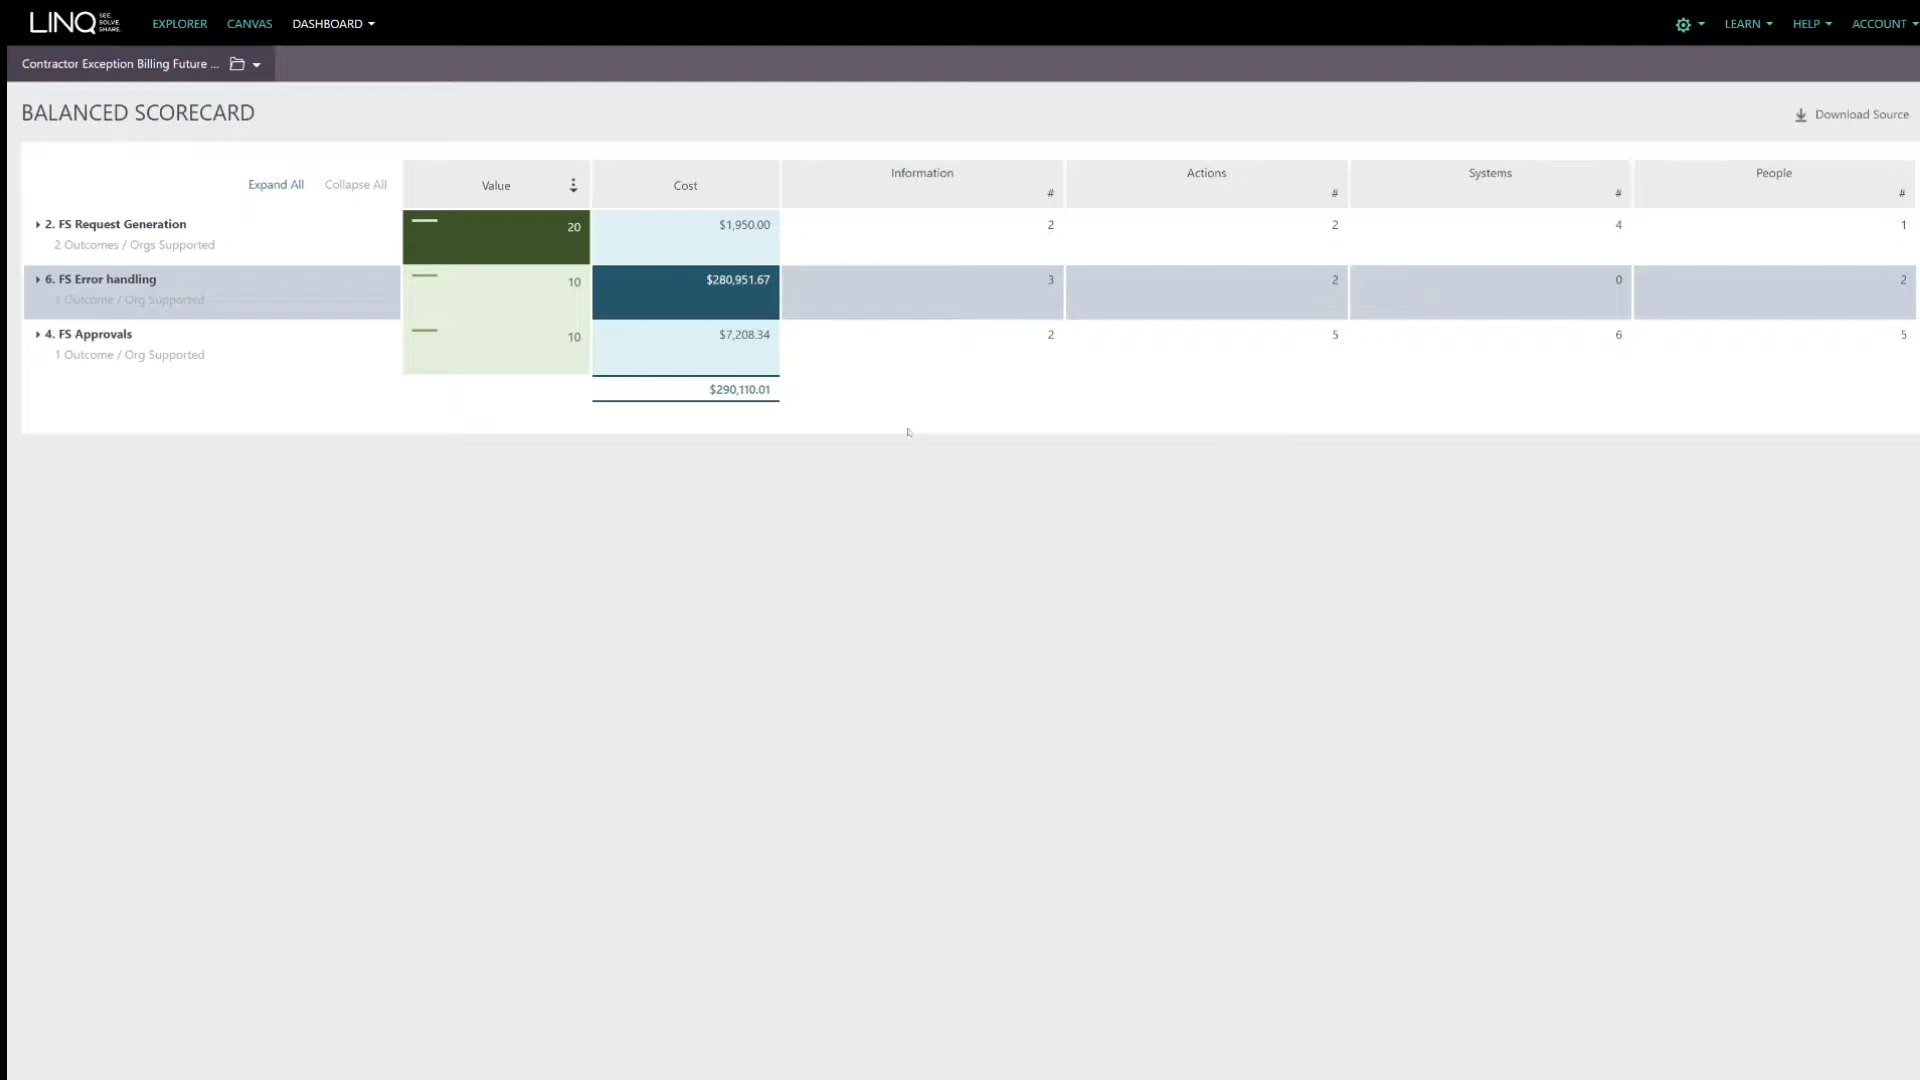 LINQ SEE. SOLVE. SHARE. EXPLORER CANVAS DASHBOARD LEARN HELP ACCOUNT
Contractor Exception Billing Future ...
BALANCED SCORECARD Download Source
Expand All Collapse All Value Cost Information # Actions # Systems # People #
2. FS Request Generation 20 $1,950.00 2 2 4 1
2 Outcomes / Orgs Supported
6. FS Error handling 10 $280,951.67 3 2 0 2
1 Outcome / Org Supported
4. FS Approvals 10 $7,208.34 2 5 6 5
1 Outcome / Org Supported
$290,110.01